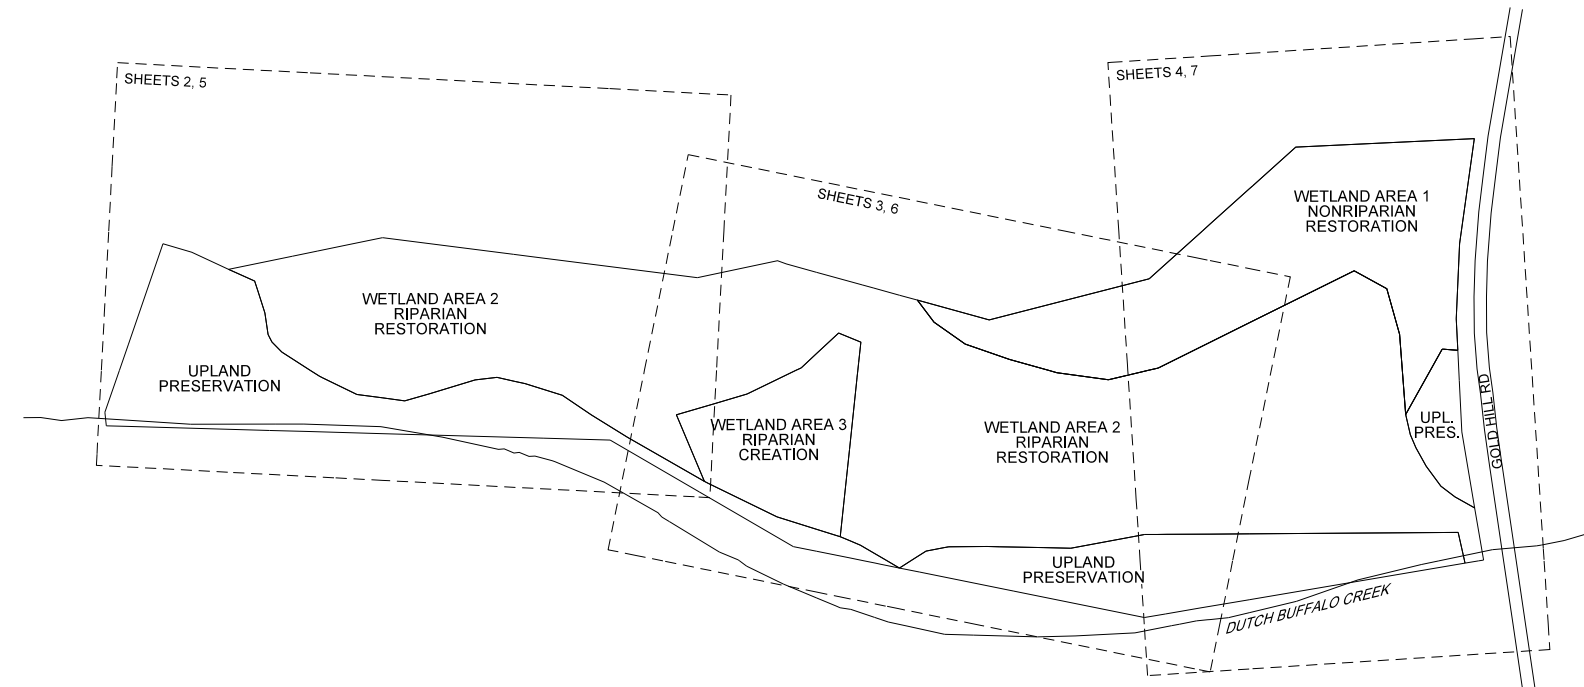 SHEETS 2, 5
SHEETS 4, 7
SHEETS 3, 6
WETLAND AREA 1
NONRIPARIAN
RESTORATION
WETLAND AREA 2
RIPARIAN
RESTORATION
UPLAND
PRESERVATION
WETLAND AREA 3
RIPARIAN
CREATION
WETLAND AREA 2
RIPARIAN
RESTORATION
UPL.
PRES.
GOLD HILL RD
UPLAND
PRESERVATION
DUTCH BUFFALO CREEK